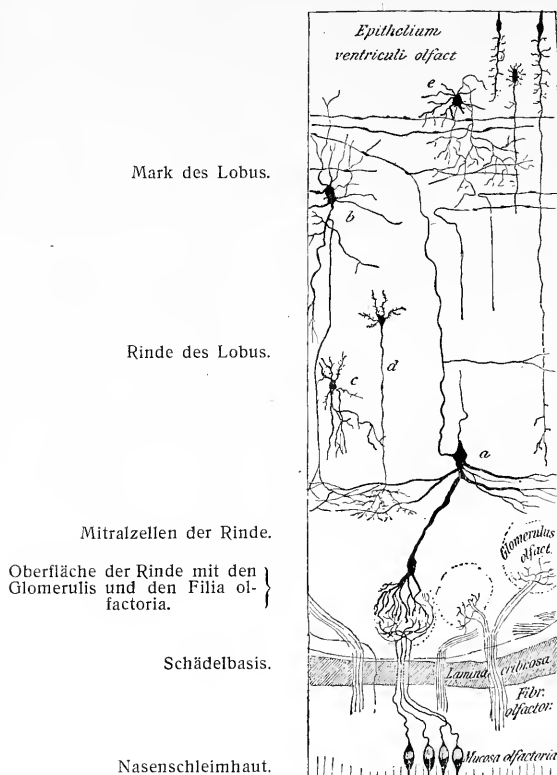 Epithelium
ventriculi olfact
e
Mark des Lobus.
b
Rinde des Lobus.
d
c
a
Mitralzellen der Rinde.
Glomerulus
olfact.
Oberfläche der Rinde mit den
Glomerulis und den Filia ol-
factoria.
Schädelbasis.
Lamina cribrosa
Fibr.
olfactor.
Mucosa olfactoria
Nasenschleimhaut.